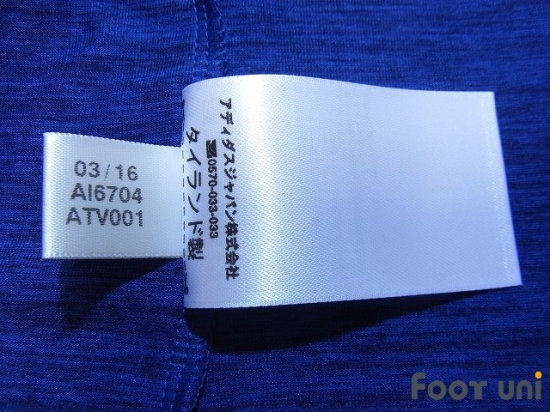 03/16
AI6704
ATV001
アディダスジャパン株式会社
☎0570-033-033
タイランド製
FOOT uni